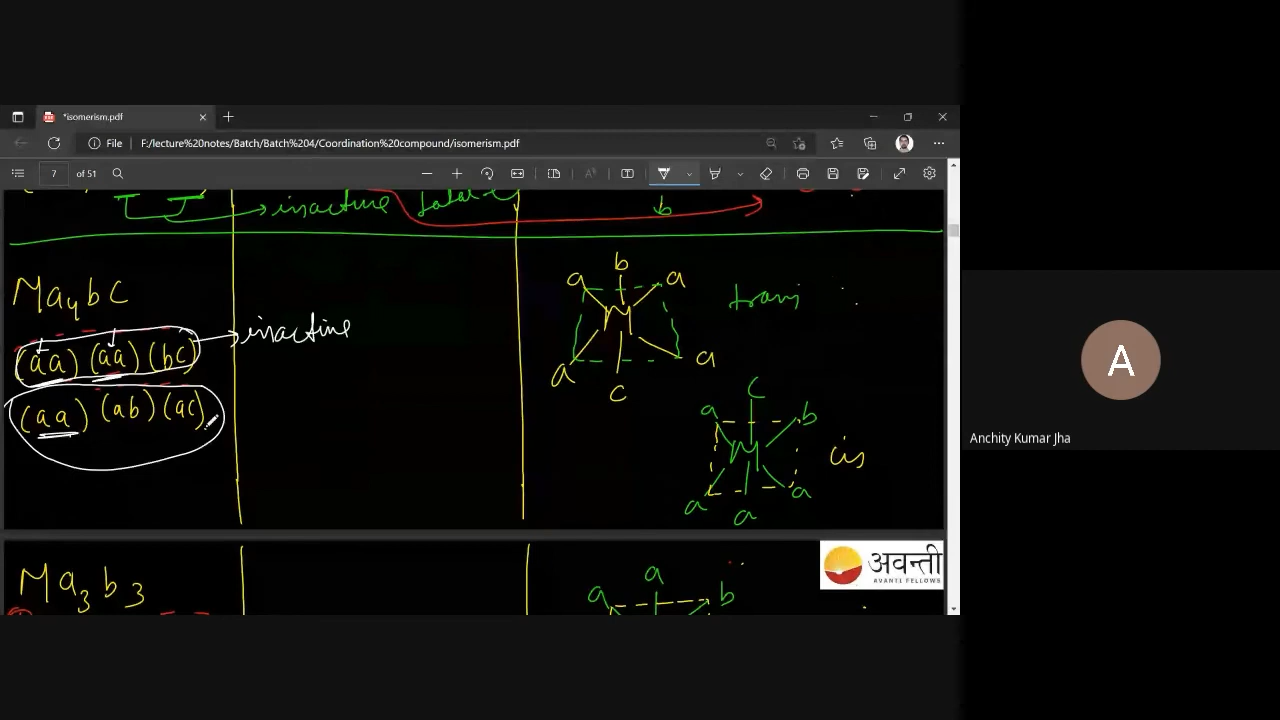 *isomerism.pdf
File F:/lecture%20notes/Batch/Batch%204/Coordination%20compound/isomerism.pdf
7 of 51
inactive
b
Ma4bc
(aa) (aa) (bc)
inactive
(aa) (ab) (ac)
a b a
M
trans
a c a
c
a b
M
cis
a a a
Ma3b3
a
a b
अवन्ती
AVANTI FELLOWS
A
Anchity Kumar Jha